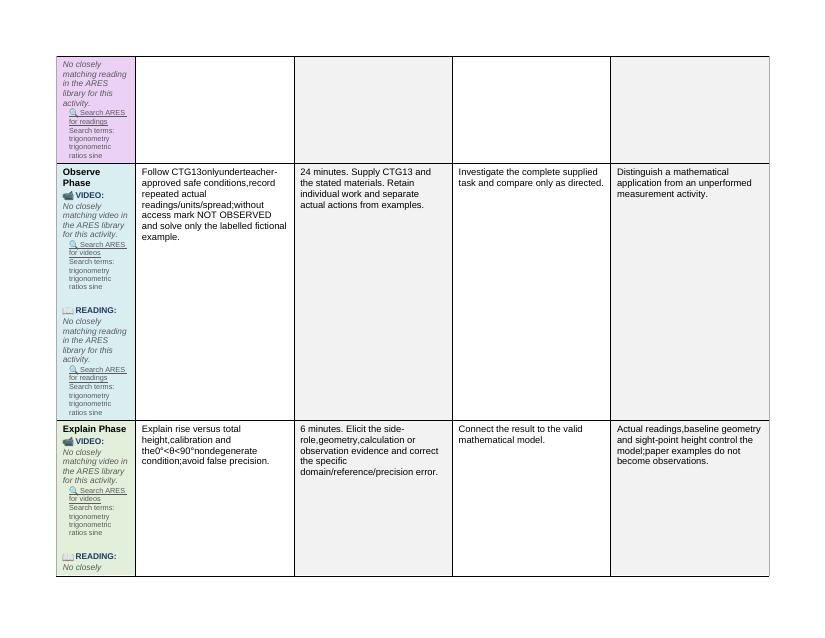 No closely
matching reading
in the ARES
library for this
activity.
🔍 Search ARES
for readings
Search terms:
trigonometry
trigonometric
ratios sine
Observe
Phase
📹 VIDEO:
No closely
matching video in
the ARES library
for this activity.
🔍 Search ARES
for videos
Search terms:
trigonometry
trigonometric
ratios sine
📖 READING:
No closely
matching reading
in the ARES
library for this
activity.
🔍 Search ARES
for readings
Search terms:
trigonometry
trigonometric
ratios sine
Follow CTG13onlyunderteacher-
approved safe conditions,record
repeated actual
readings/units/spread;without
access mark NOT OBSERVED
and solve only the labelled fictional
example.
24 minutes. Supply CTG13 and
the stated materials. Retain
individual work and separate
actual actions from examples.
Investigate the complete supplied
task and compare only as directed.
Distinguish a mathematical
application from an unperformed
measurement activity.
Explain Phase
📹 VIDEO:
No closely
matching video in
the ARES library
for this activity.
🔍 Search ARES
for videos
Search terms:
trigonometry
trigonometric
ratios sine
📖 READING:
No closely
Explain rise versus total
height,calibration and
the0°<θ<90°nondegenerate
condition;avoid false precision.
6 minutes. Elicit the side-
role,geometry,calculation or
observation evidence and correct
the specific
domain/reference/precision error.
Connect the result to the valid
mathematical model.
Actual readings,baseline geometry
and sight-point height control the
model;paper examples do not
become observations.